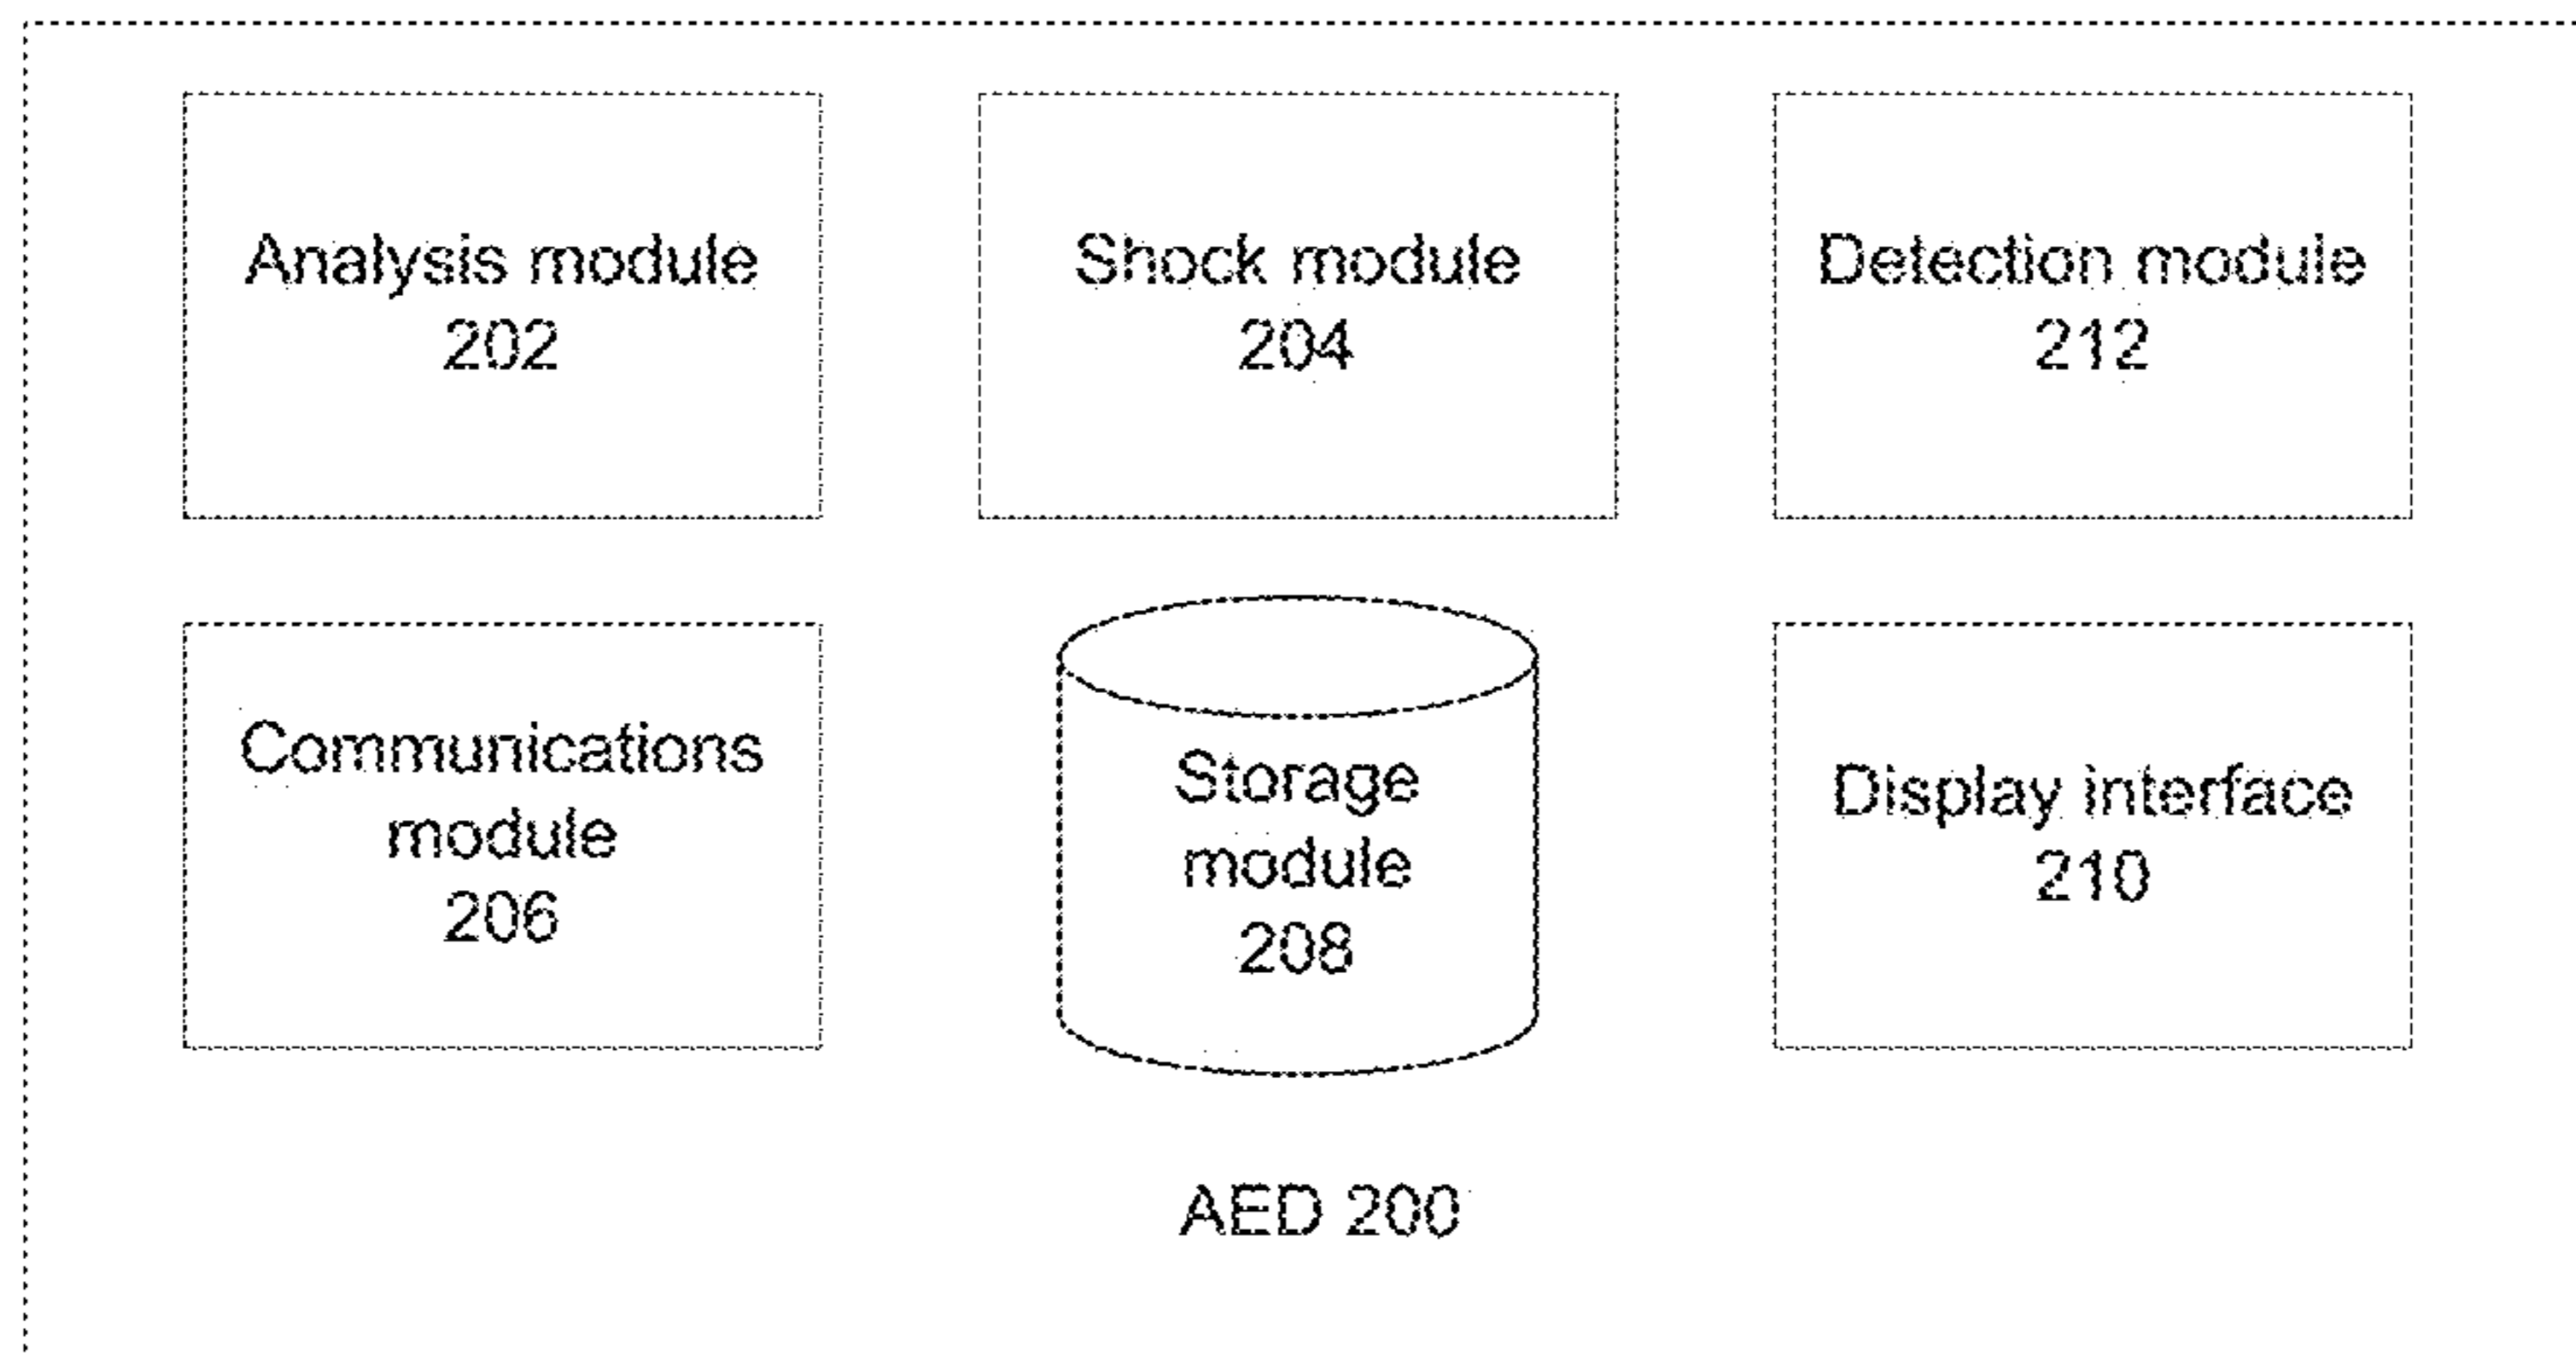 Analysis module
202
Shock module
204
Detection module
212
Communications
module
206
Storage
module
208
Display interface
210
AED 200